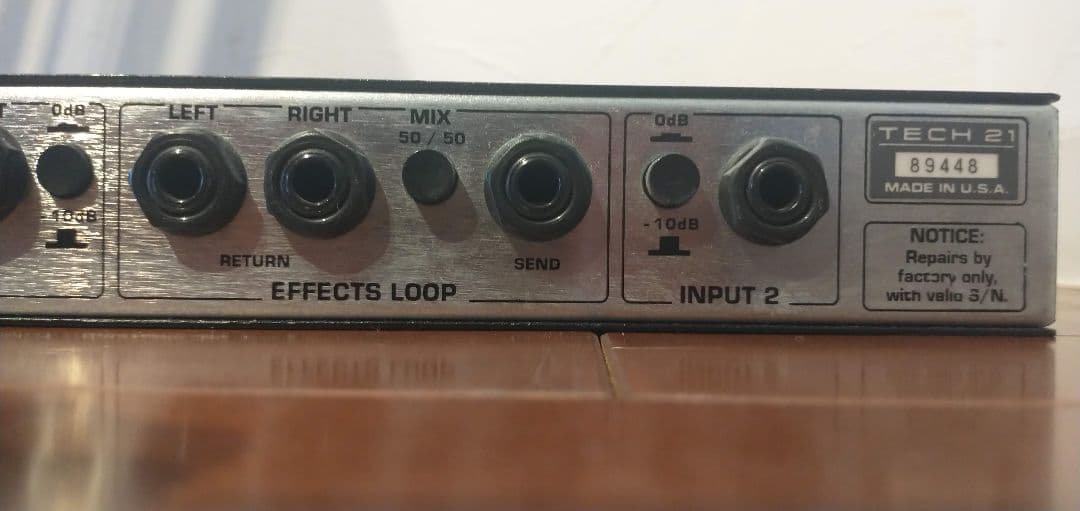 T
0dB
-10dB
LEFT
RIGHT
MIX
50 / 50
RETURN
SEND
EFFECTS LOOP
0dB
-10dB
INPUT 2
TECH 21
89448
MADE IN U.S.A.
NOTICE:
Repairs by
factory only,
with valid S/N.